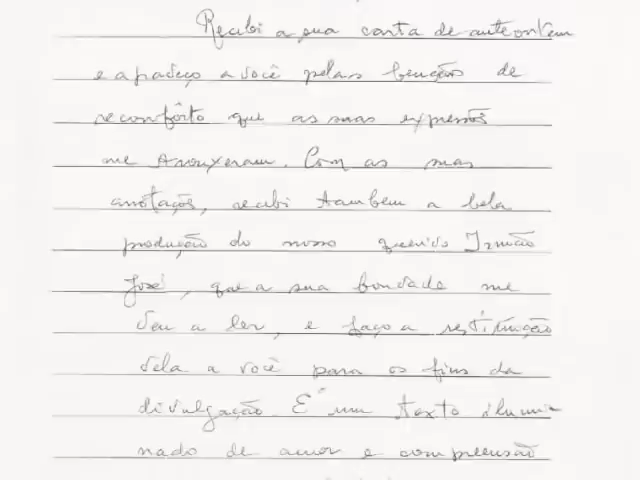 Recebi a sua carta de anteontem
e agradeço a você pelas bençãos de
reconfôrto que as suas expressões
me trouxeram. Com as suas
anotações, recebi tambem a bela
produção do nosso querido Irmão
José, que a sua bondade me
deu a ler, e faço a restituição
dela a você para os fins da
divulgação. É um texto ilumi-
nado de amor e compreensão